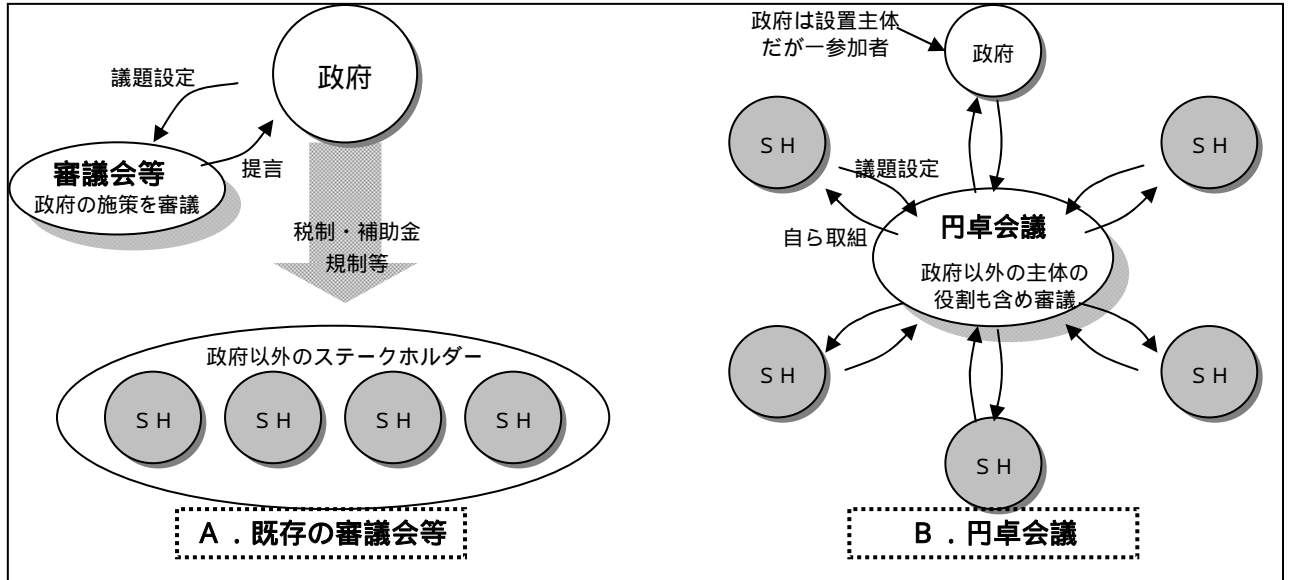 政府
議題設定
審議会等
政府の施策を審議
提言
税制・補助金
規制等
政府以外のステークホルダー
ＳＨ
ＳＨ
ＳＨ
ＳＨ
Ａ．既存の審議会等
政府は設置主体
だが一参加者
政府
ＳＨ
ＳＨ
議題設定
自ら取組
円卓会議
政府以外の主体の
役割も含め審議
ＳＨ
ＳＨ
ＳＨ
Ｂ．円卓会議